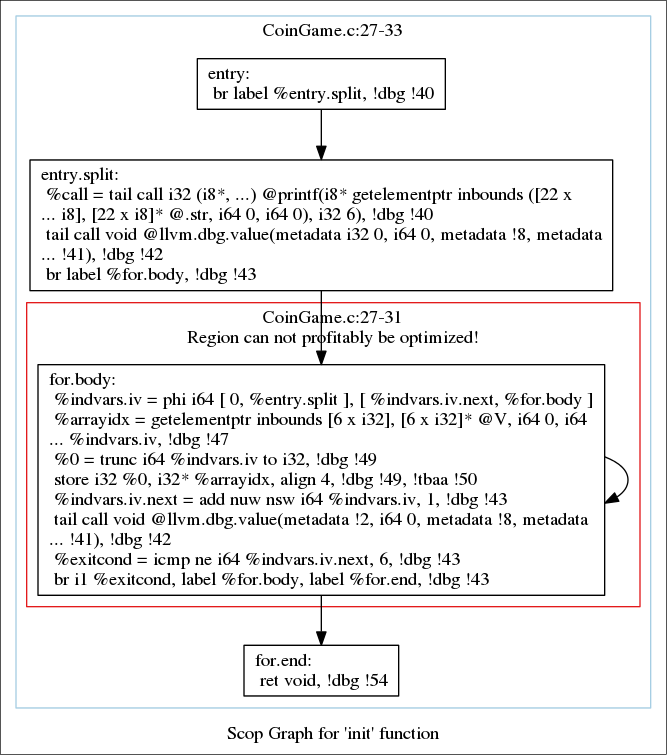 CoinGame.c:27-33
entry:
br label %entry.split, !dbg !40
entry.split:
%call = tail call i32 (i8*, ...) @printf(i8* getelementptr inbounds ([22 x
... i8], [22 x i8]* @.str, i64 0, i64 0), i32 6), !dbg !40
tail call void @llvm.dbg.value(metadata i32 0, i64 0, metadata !8, metadata
... !41), !dbg !42
br label %for.body, !dbg !43
CoinGame.c:27-31
Region can not profitably be optimized!
for.body:
%indvars.iv = phi i64 [ 0, %entry.split ], [ %indvars.iv.next, %for.body ]
%arrayidx = getelementptr inbounds [6 x i32], [6 x i32]* @V, i64 0, i64
... %indvars.iv, !dbg !47
%0 = trunc i64 %indvars.iv to i32, !dbg !49
store i32 %0, i32* %arrayidx, align 4, !dbg !49, !tbaa !50
%indvars.iv.next = add nuw nsw i64 %indvars.iv, 1, !dbg !43
tail call void @llvm.dbg.value(metadata !2, i64 0, metadata !8, metadata
... !41), !dbg !42
%exitcond = icmp ne i64 %indvars.iv.next, 6, !dbg !43
br i1 %exitcond, label %for.body, label %for.end, !dbg !43
for.end:
ret void, !dbg !54
Scop Graph for 'init' function